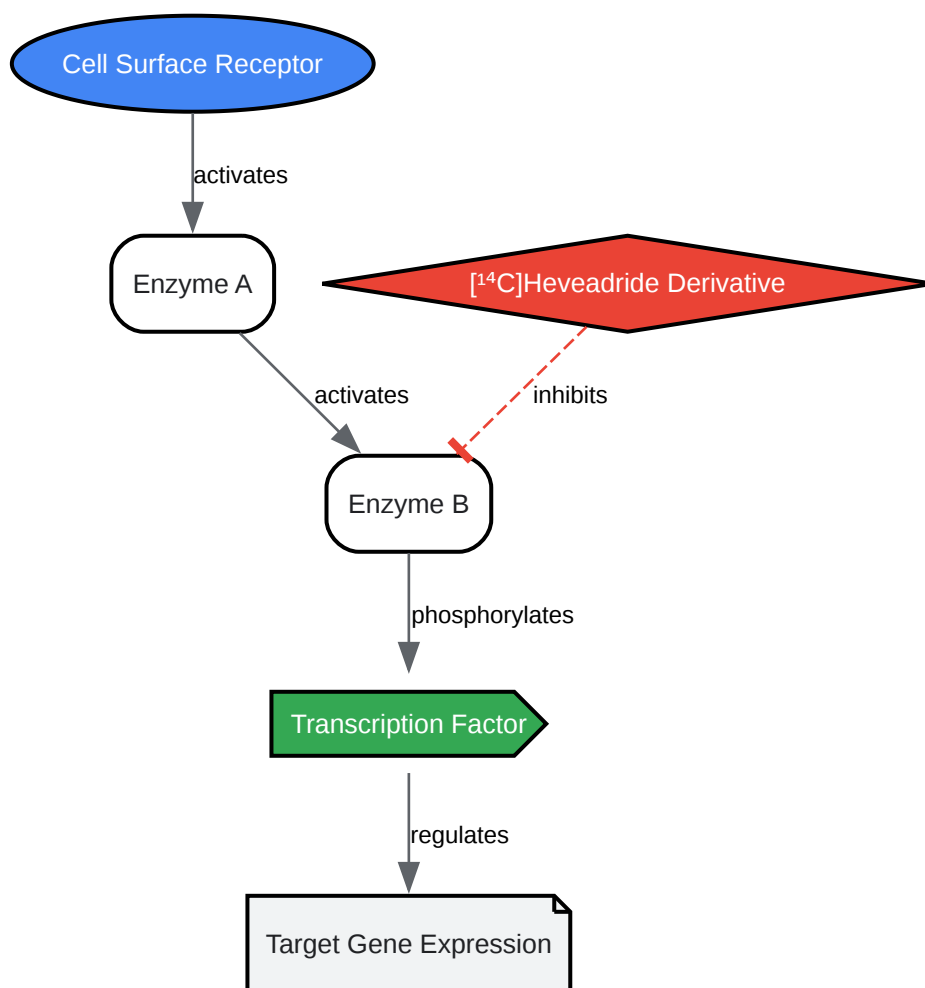 Cell Surface Receptor
activates
Enzyme A
[¹⁴C]Heveadride Derivative
activates
inhibits
Enzyme B
phosphorylates
Transcription Factor
regulates
Target Gene Expression